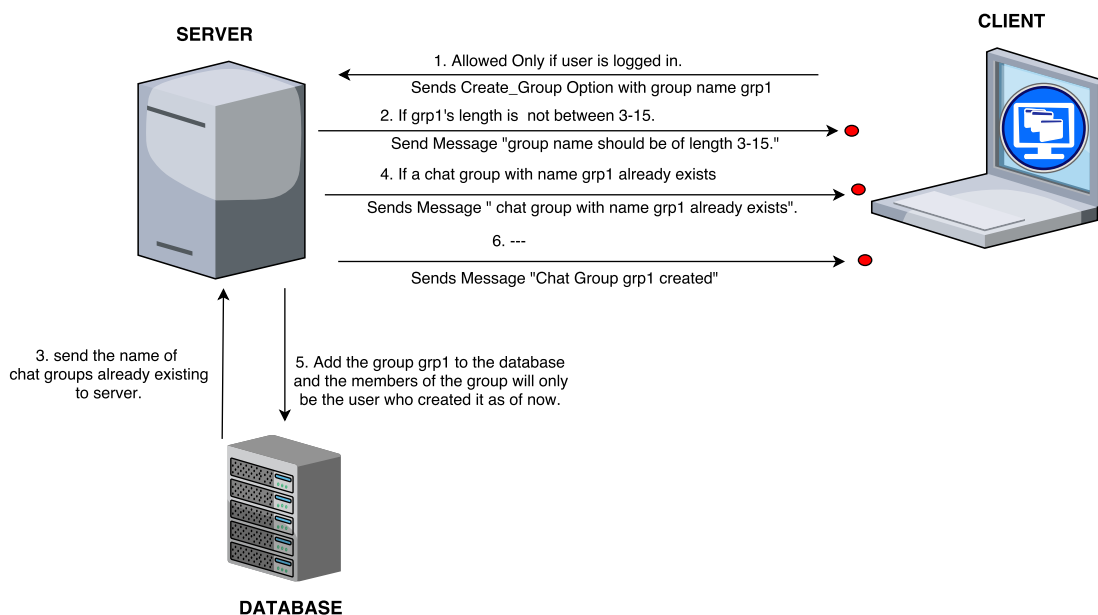 CLIENT
SERVER
1. Allowed Only if user is logged in.
Sends Create_Group Option with group name grp1
2. If grp1's length is  not between 3-15.
Send Message "group name should be of length 3-15."
4. If a chat group with name grp1 already exists
Sends Message " chat group with name grp1 already exists".
6. ---
Sends Message "Chat Group grp1 created"
3. send the name of
chat groups already existing
to server.
5. Add the group grp1 to the database
and the members of the group will only
be the user who created it as of now.
DATABASE